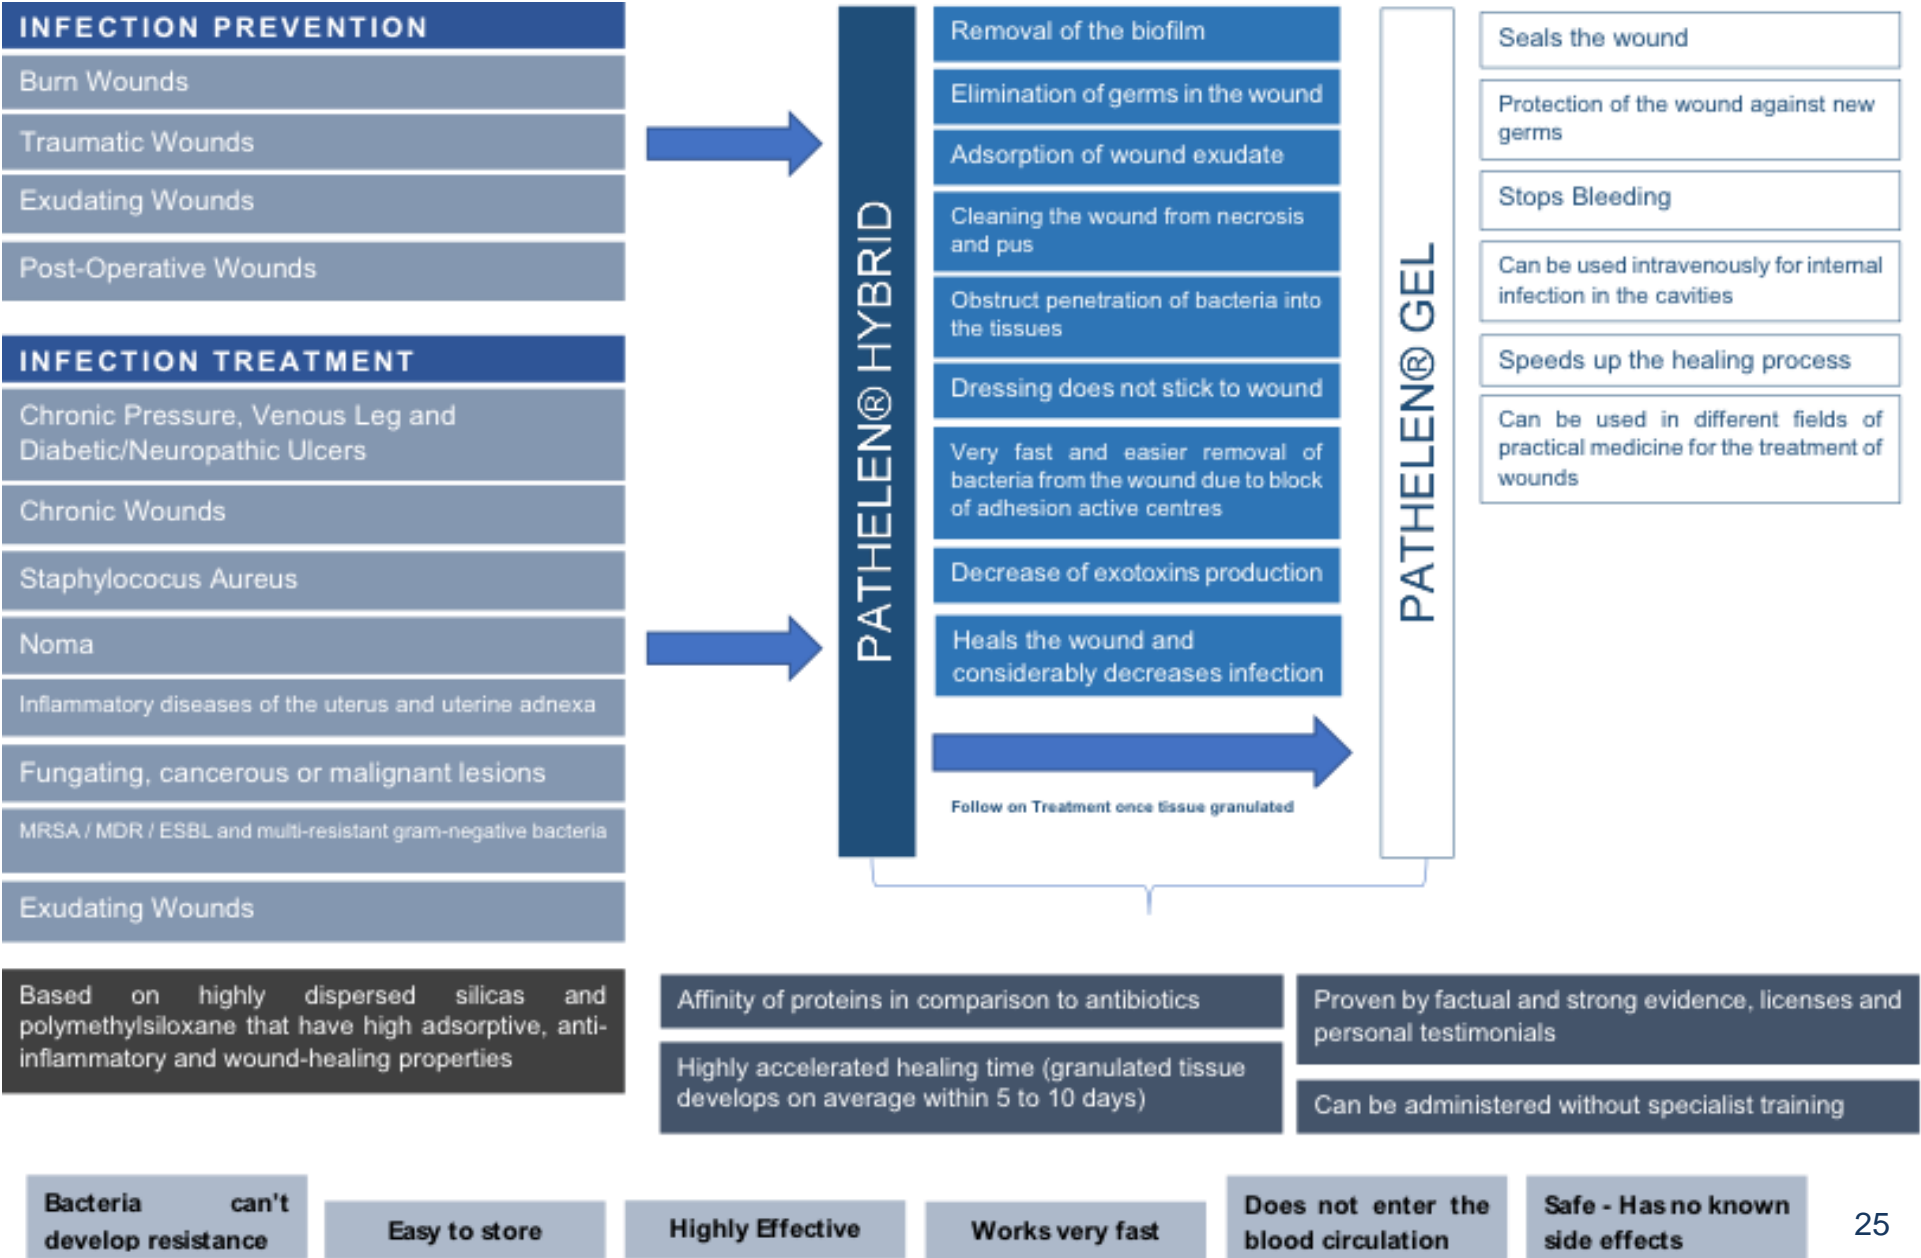 INFECTION PREVENTION
Burn Wounds
Traumatic Wounds
Exudating Wounds
Post-Operative Wounds
INFECTION TREATMENT
Chronic Pressure, Venous Leg and
Diabetic/Neuropathic Ulcers
Chronic Wounds
Staphylococus Aureus
Noma
Inflammatory diseases of the uterus and uterine adnexa
Fungating, cancerous or malignant lesions
MRSA / MDR / ESBL and multi-resistant gram-negative bacteria
Exudating Wounds
PATHELEN® HYBRID
Removal of the biofilm
Elimination of germs in the wound
Adsorption of wound exudate
Cleaning the wound from necrosis
and pus
Obstruct penetration of bacteria into
the tissues
Dressing does not stick to wound
Very fast and easier removal of
bacteria from the wound due to block
of adhesion active centres
Decrease of exotoxins production
Heals the wound and
considerably decreases infection
Follow on Treatment once tissue granulated
PATHELEN® GEL
Seals the wound
Protection of the wound against new
germs
Stops Bleeding
Can be used intravenously for internal
infection in the cavities
Speeds up the healing process
Can be used in different fields of
practical medicine for the treatment of
wounds
Based on highly dispersed silicas and
polymethylsiloxane that have high adsorptive, anti-
inflammatory and wound-healing properties
Affinity of proteins in comparison to antibiotics
Highly accelerated healing time (granulated tissue
develops on average within 5 to 10 days)
Proven by factual and strong evidence, licenses and
personal testimonials
Can be administered without specialist training
Bacteria can't
develop resistance
Easy to store
Highly Effective
Works very fast
Does not enter the
blood circulation
Safe - Has no known
side effects
25